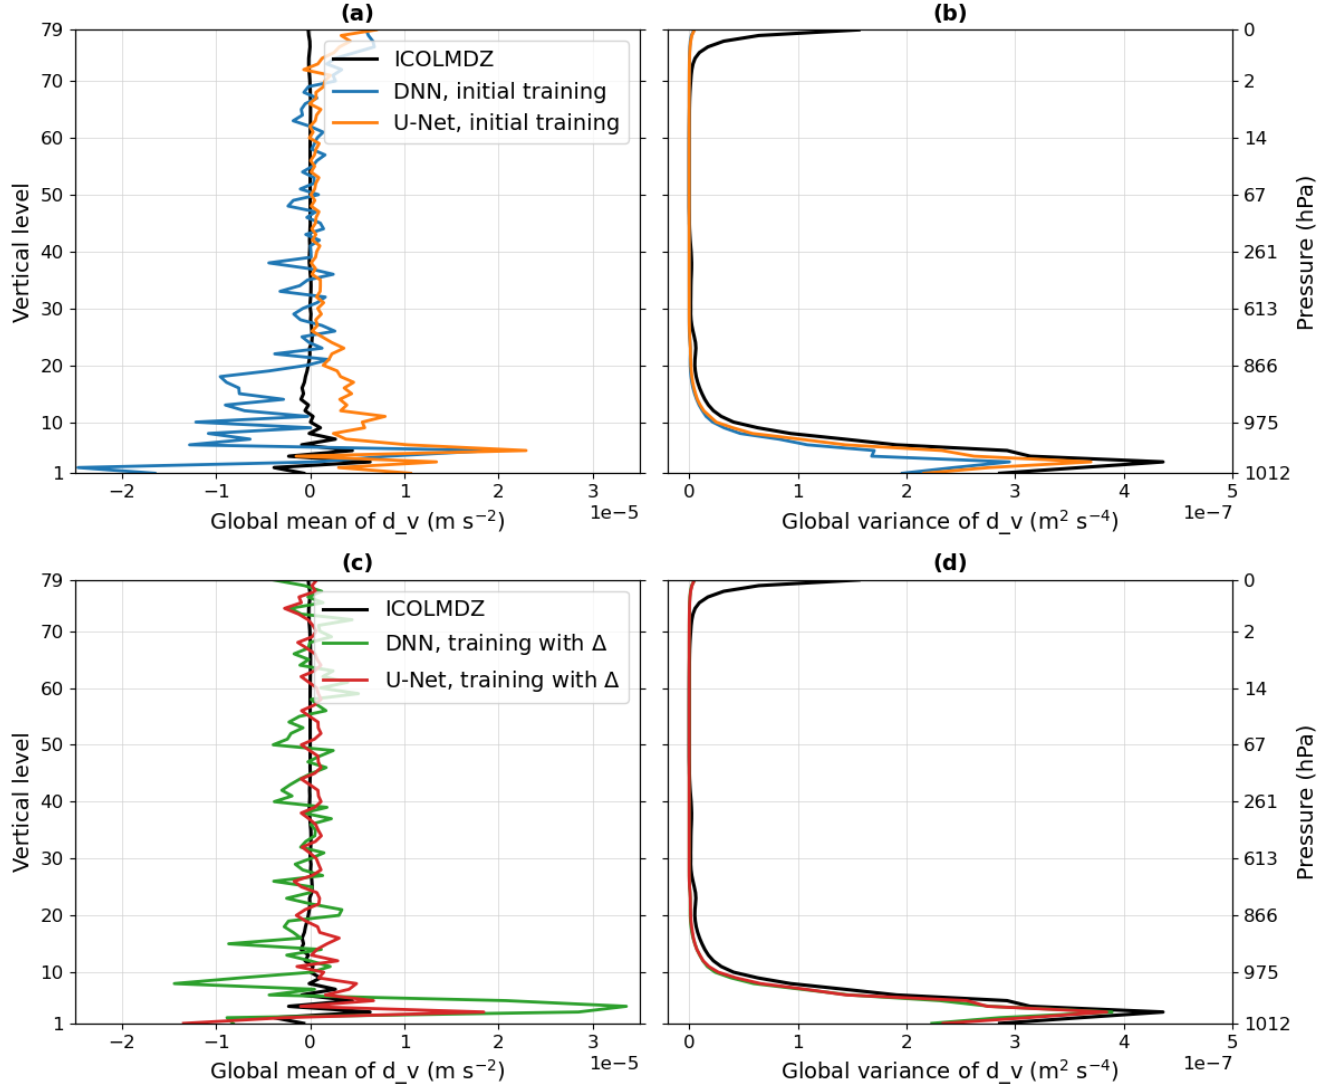 (a)
79
70
60
50
40
30
20
10
1
Vertical level
ICOLMDZ
DNN, initial training
U-Net, initial training
−2
−1
0
1
2
3
1e−5
Global mean of d_v (m s⁻²)
(b)
0
2
14
67
261
613
866
975
1012
Pressure (hPa)
0
1
2
3
4
5
1e−7
Global variance of d_v (m² s⁻⁴)
(c)
79
70
60
50
40
30
20
10
1
Vertical level
ICOLMDZ
DNN, training with Δ
U-Net, training with Δ
−2
−1
0
1
2
3
1e−5
Global mean of d_v (m s⁻²)
(d)
0
2
14
67
261
613
866
975
1012
Pressure (hPa)
0
1
2
3
4
5
1e−7
Global variance of d_v (m² s⁻⁴)